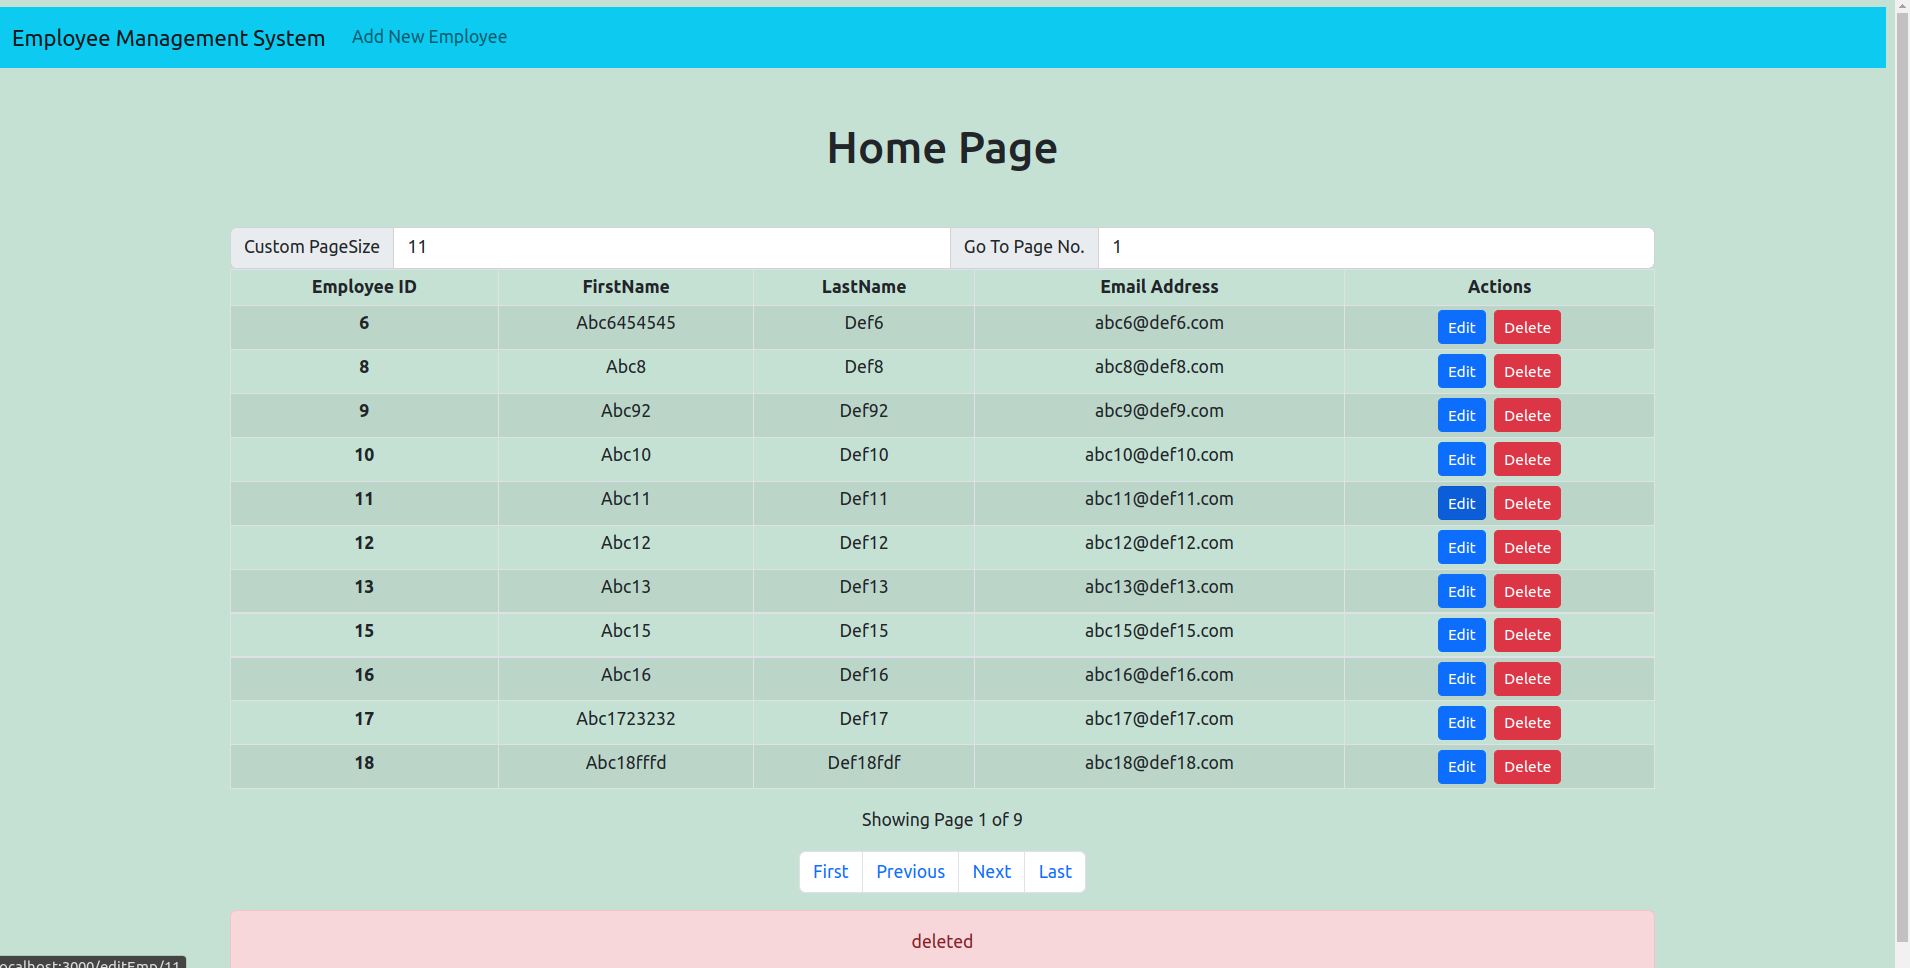 Employee Management System Add New Employee
Home Page
Custom PageSize 11 Go To Page No. 1
Employee ID FirstName LastName Email Address Actions
6 Abc6454545 Def6 abc6@def6.com Edit Delete
8 Abc8 Def8 abc8@def8.com Edit Delete
9 Abc92 Def92 abc9@def9.com Edit Delete
10 Abc10 Def10 abc10@def10.com Edit Delete
11 Abc11 Def11 abc11@def11.com Edit Delete
12 Abc12 Def12 abc12@def12.com Edit Delete
13 Abc13 Def13 abc13@def13.com Edit Delete
15 Abc15 Def15 abc15@def15.com Edit Delete
16 Abc16 Def16 abc16@def16.com Edit Delete
17 Abc1723232 Def17 abc17@def17.com Edit Delete
18 Abc18fffd Def18fdf abc18@def18.com Edit Delete
Showing Page 1 of 9
First Previous Next Last
deleted
ocalhost:3000/editEmp/11